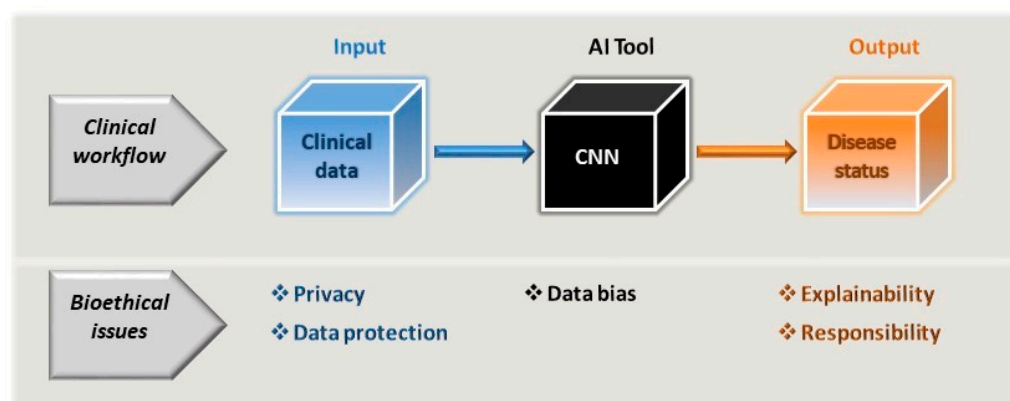 Input
AI Tool
Output
Clinical
workflow
Clinical
data
CNN
Disease
status
Bioethical
issues
❖ Privacy
❖ Data protection
❖ Data bias
❖ Explainability
❖ Responsibility